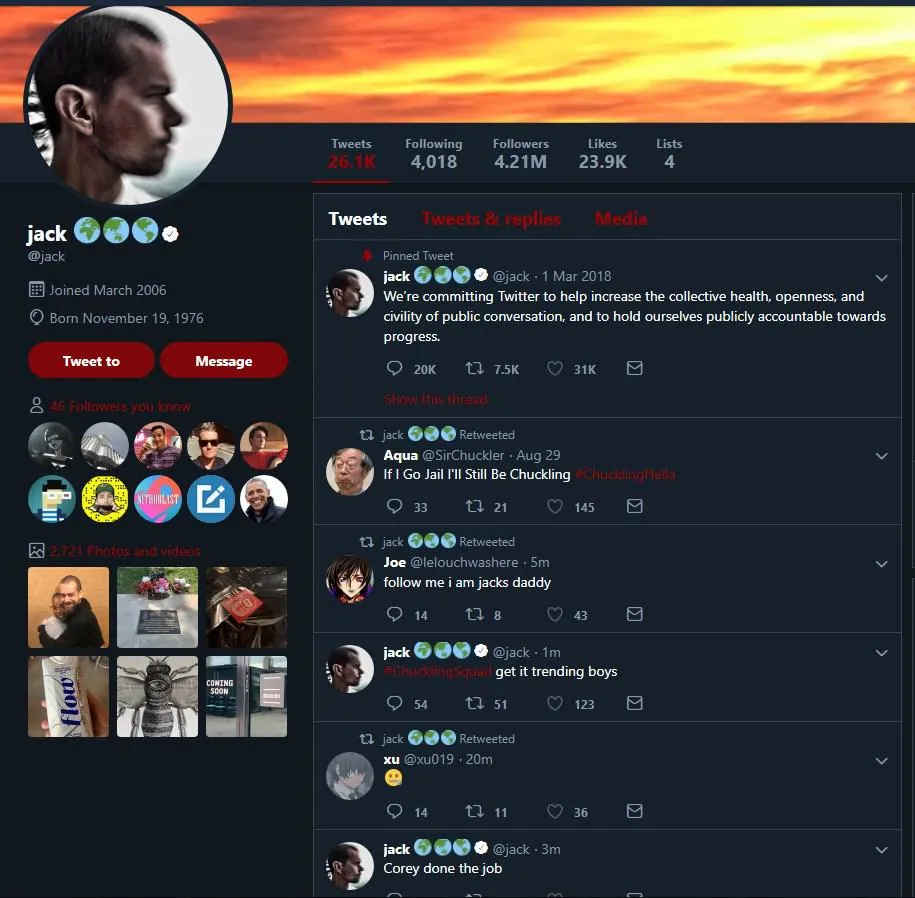 Tweets Following Followers Likes Lists
26.1K 4,018 4.21M 23.9K 4
jack
@jack
Joined March 2006
Born November 19, 1976
Tweet to Message
46 Followers you know
NITROBLAST
2,721 Photos and videos
flow
COMING
SOON
Tweets Tweets & replies Media
Pinned Tweet
jack @jack · 1 Mar 2018
We’re committing Twitter to help increase the collective health, openness, and
civility of public conversation, and to hold ourselves publicly accountable towards
progress.
20K 7.5K 31K
Show this thread
jack Retweeted
Aqua @SirChuckler · Aug 29
If I Go Jail I'll Still Be Chuckling #ChucklingHella
33 21 145
jack Retweeted
Joe @lelouchwashere · 5m
follow me i am jacks daddy
14 8 43
jack @jack · 1m
#ChucklingSquad get it trending boys
54 51 123
jack Retweeted
xu @xu019 · 20m
🤐
14 11 36
jack @jack · 3m
Corey done the job